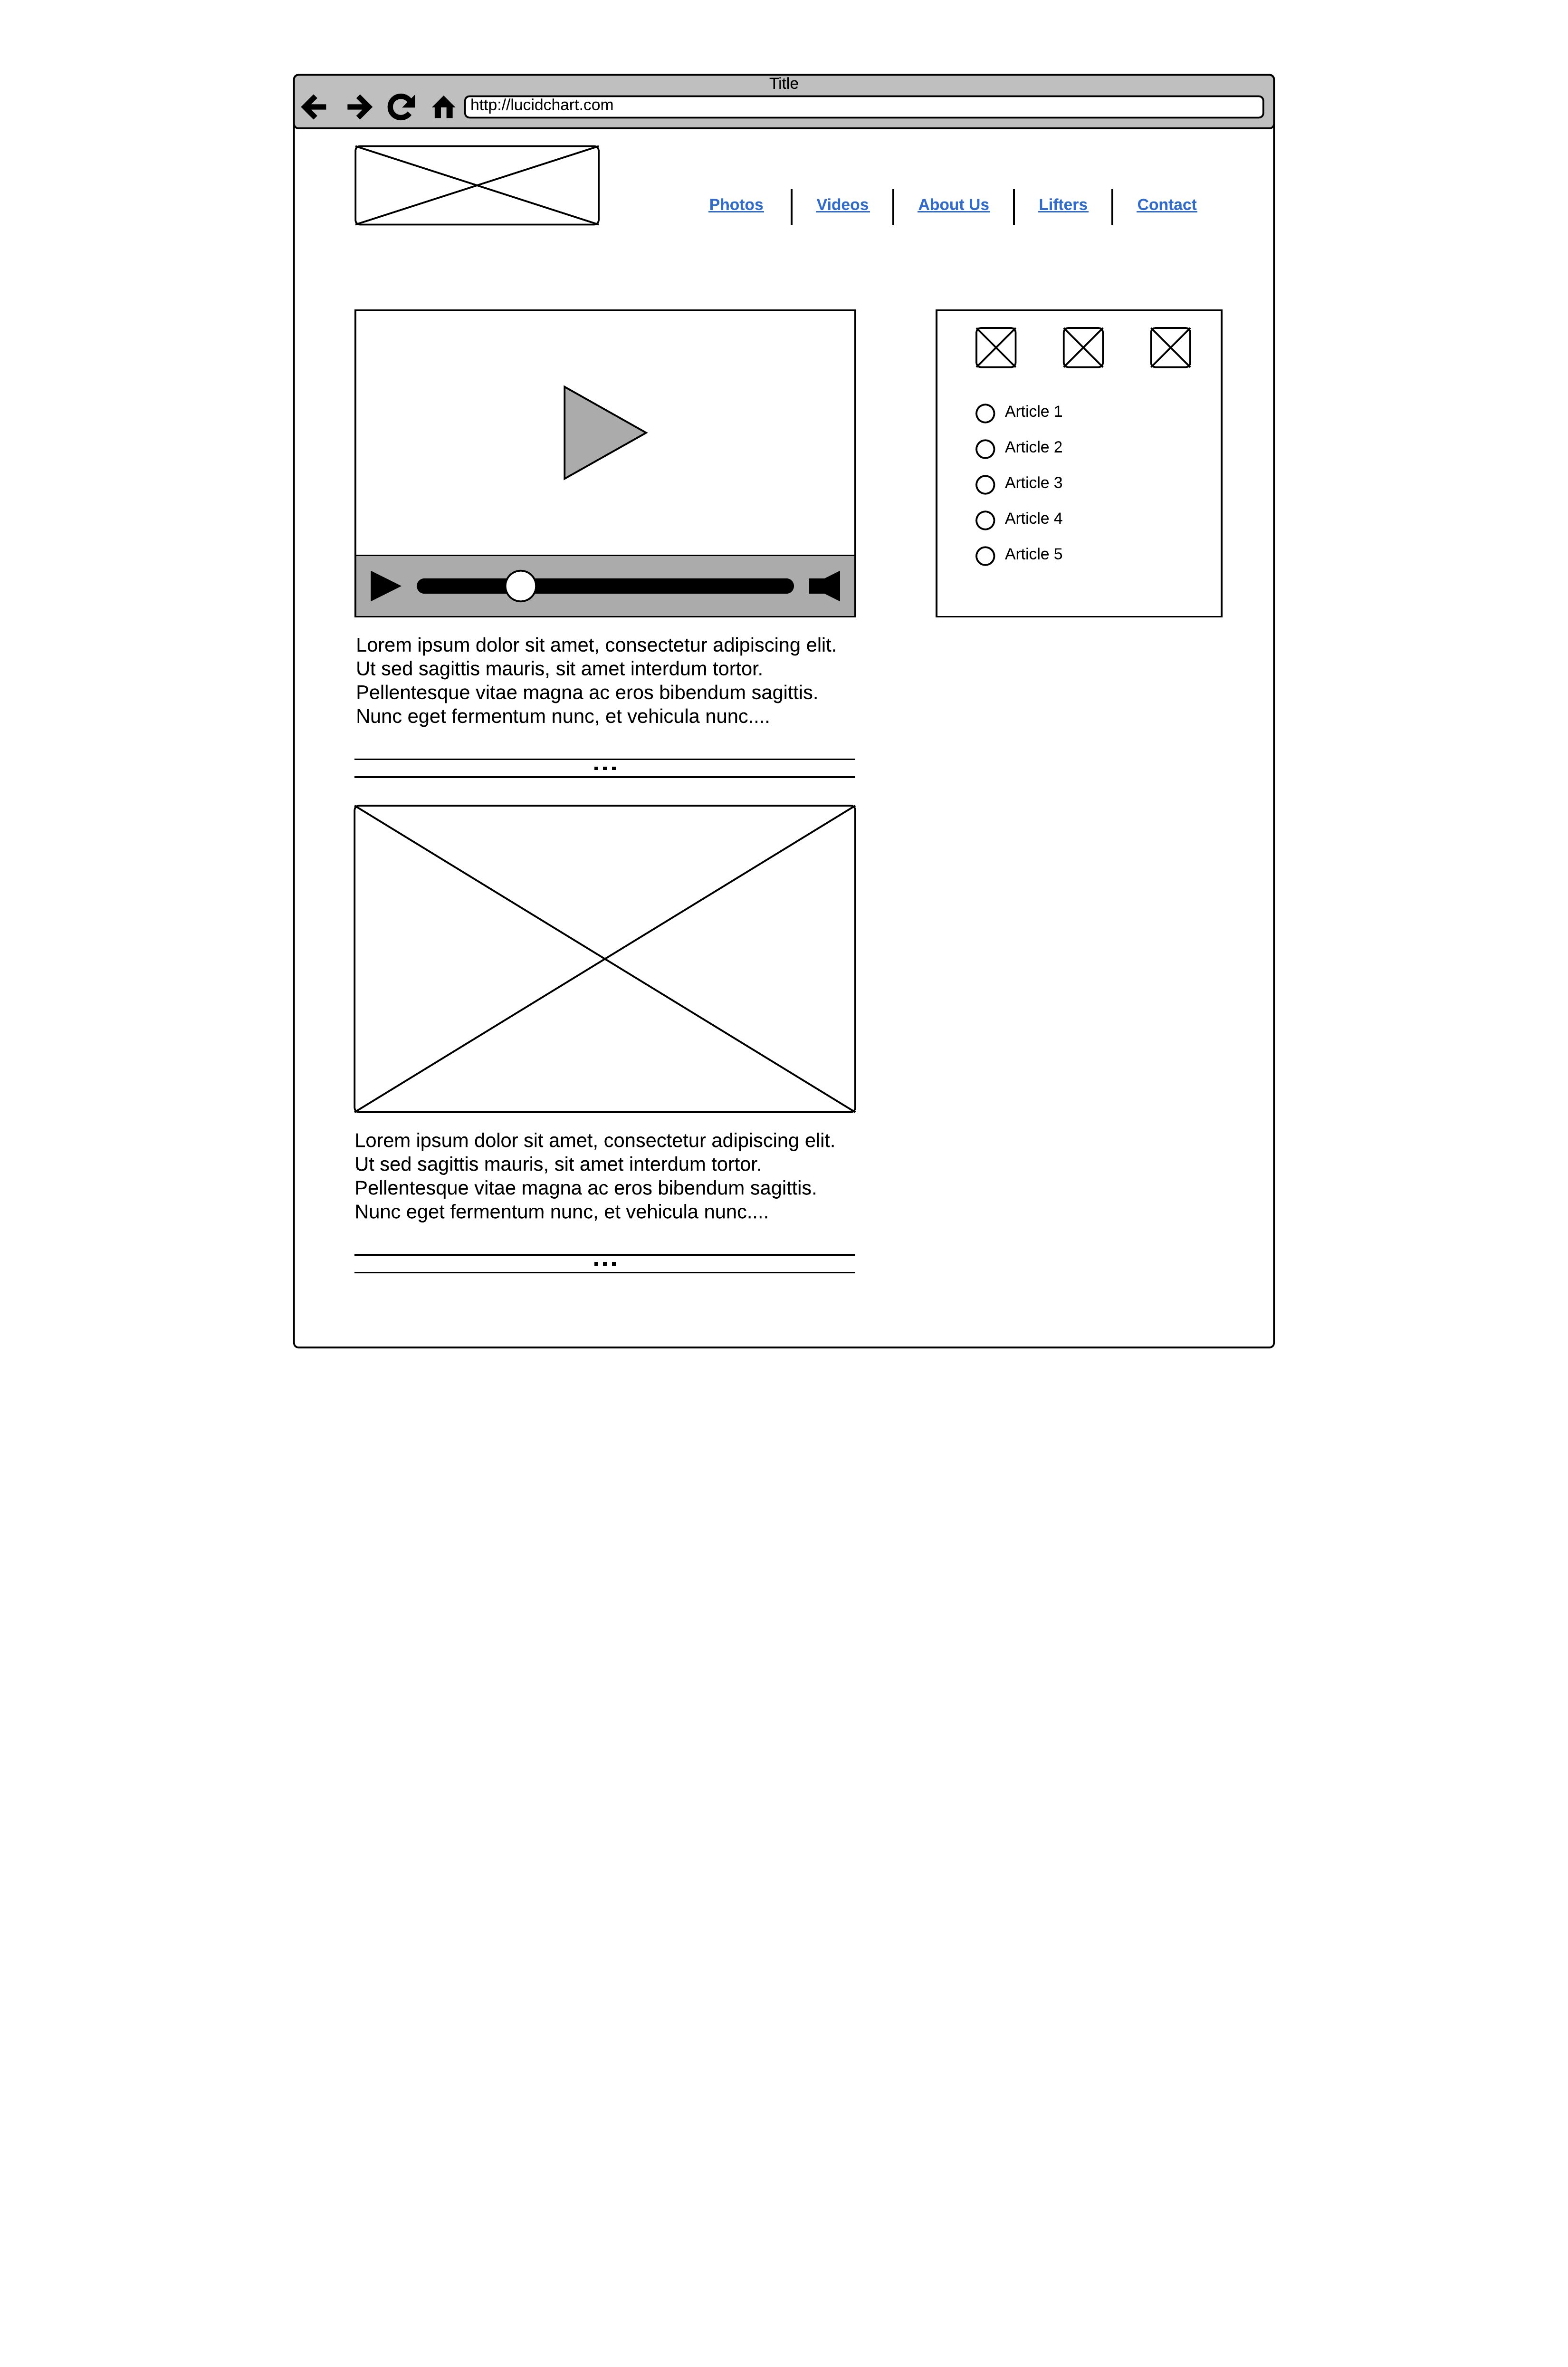 Title
http://lucidchart.com
Photos
Videos
About Us
Lifters
Contact
Article 1
Article 2
Article 3
Article 4
Article 5
Lorem ipsum dolor sit amet, consectetur adipiscing elit.
Ut sed sagittis mauris, sit amet interdum tortor.
Pellentesque vitae magna ac eros bibendum sagittis.
Nunc eget fermentum nunc, et vehicula nunc....
...
Lorem ipsum dolor sit amet, consectetur adipiscing elit.
Ut sed sagittis mauris, sit amet interdum tortor.
Pellentesque vitae magna ac eros bibendum sagittis.
Nunc eget fermentum nunc, et vehicula nunc....
...